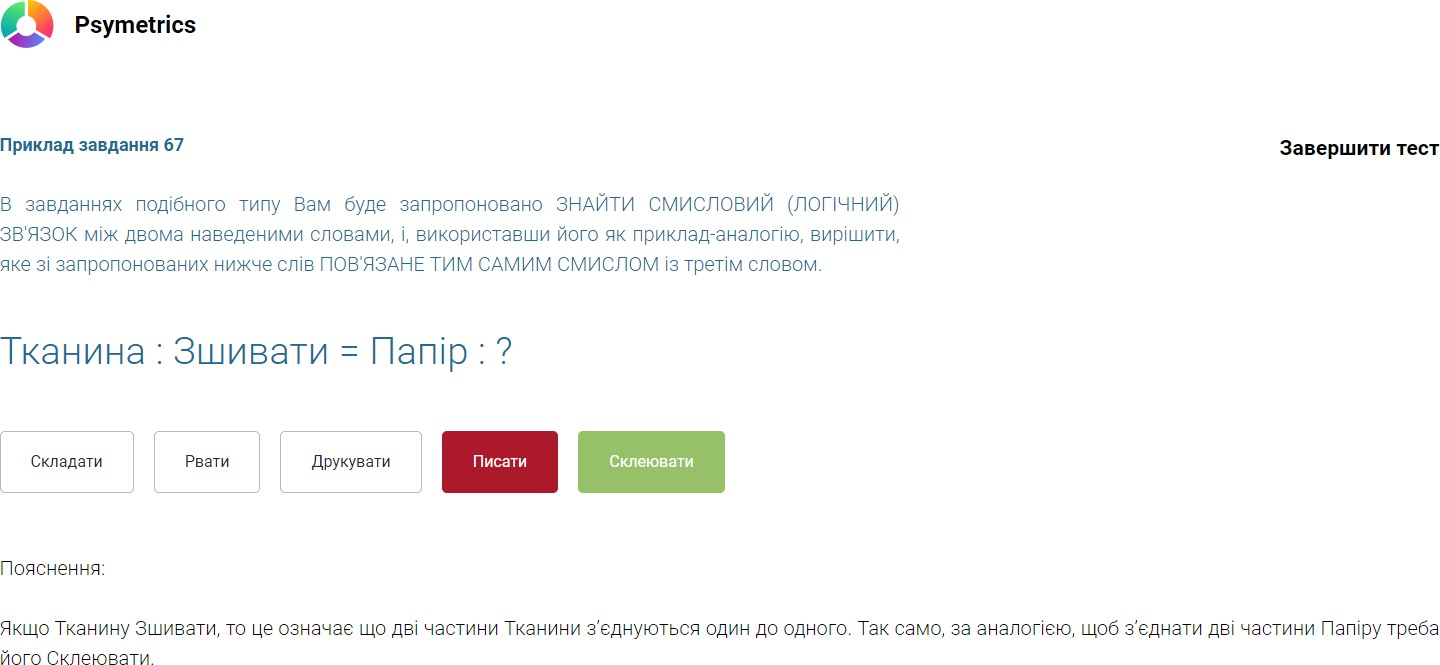 Psymetrics
Приклад завдання 67
Завершити тест
В завданнях подібного типу Вам буде запропоновано ЗНАЙТИ СМИСЛОВИЙ (ЛОГІЧНИЙ)
ЗВ'ЯЗОК між двома наведеними словами, і, використавши його як приклад-аналогію, вирішити,
яке зі запропонованих нижче слів ПОВ'ЯЗАНЕ ТИМ САМИМ СМИСЛОМ із третім словом.
Тканина : Зшивати = Папір : ?
Складати Рвати Друкувати Писати Склеювати
Пояснення:
Якщо Тканину Зшивати, то це означає що дві частини Тканини з’єднуються один до одного. Так само, за аналогією, щоб з’єднати дві частини Папіру треба
його Склеювати.